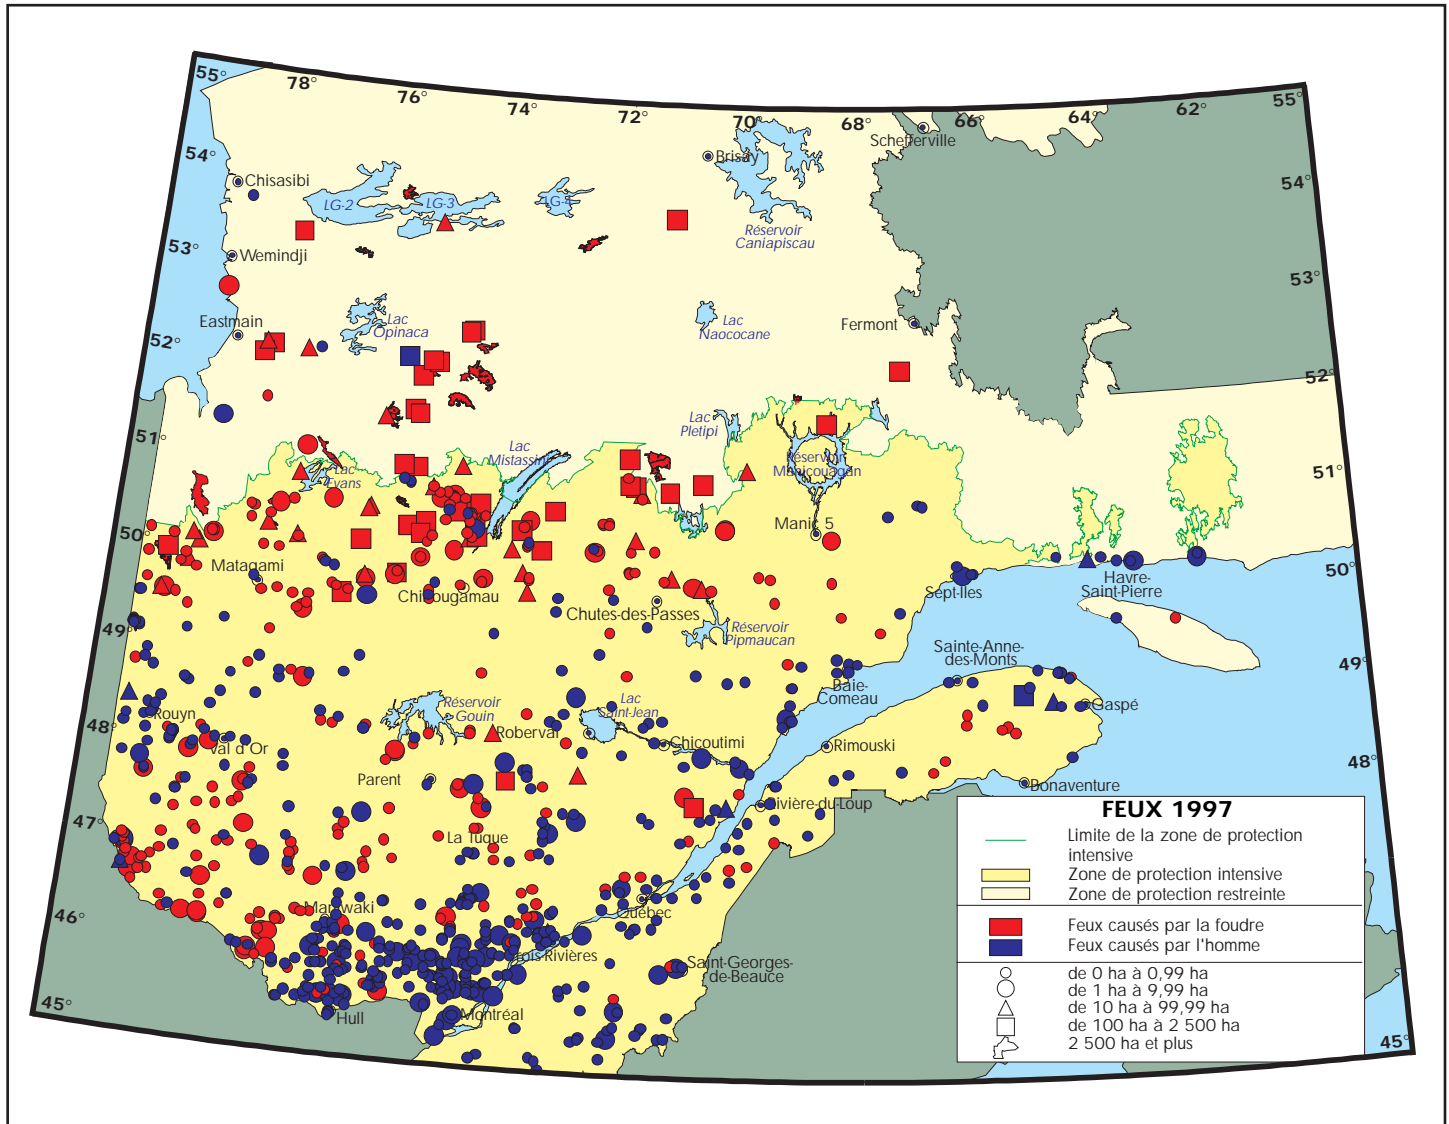 55°
78°
76°
74°
72°
70°
68°
66°
64°
62°
55°
Schefferville
54°
Brisay
Chisasibi
54°
LG-2
LG-3
LG-4
Réservoir
Caniapiscau
53°
Wemindji
53°
Eastmain
Lac
Opinaca
Lac
Naococane
Fermont
52°
52°
51°
Lac
Pletipi
Lac
Mistassini
Lac
Evans
Réservoir
Manicouagan
51°
50°
Manic 5
Matagami
50°
Chibougamau
Chutes-des-Passes
Sept-Iles
Havre-
Saint-Pierre
49°
Réservoir
Pipmaucan
Sainte-Anne-
des-Monts
49°
Baie-
Comeau
Réservoir
Gouin
Lac
Saint-Jean
Rouyn
Gaspé
48°
Roberval
Chicoutimi
Rimouski
Val d'Or
48°
Parent
Bonaventure
Rivière-du-Loup
47°
La Tuque
46°
Maniwaki
Québec
Trois-Rivières
Saint-Georges-
de-Beauce
45°
Hull
Montréal
45°
FEUX 1997
Limite de la zone de protection
intensive
Zone de protection intensive
Zone de protection restreinte
Feux causés par la foudre
Feux causés par l'homme
de 0 ha à 0,99 ha
de 1 ha à 9,99 ha
de 10 ha à 99,99 ha
de 100 ha à 2 500 ha
2 500 ha et plus